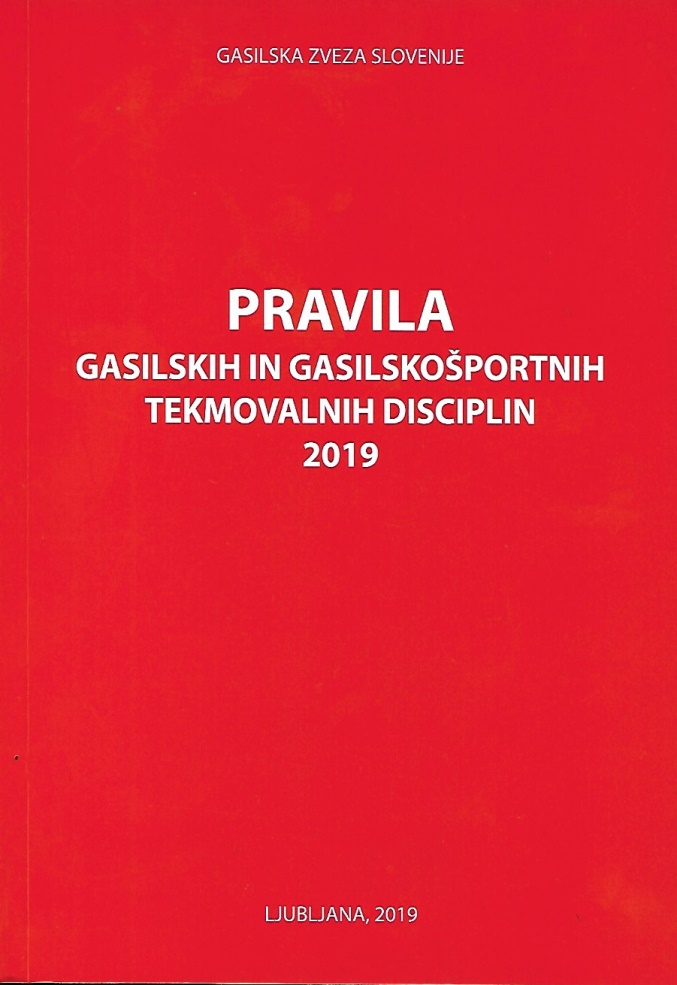 GASILSKA ZVEZA SLOVENIJE
PRAVILA
GASILSKIH IN GASILSKOŠPORTNIH
TEKMOVALNIH DISCIPLIN
2019
LJUBLJANA, 2019